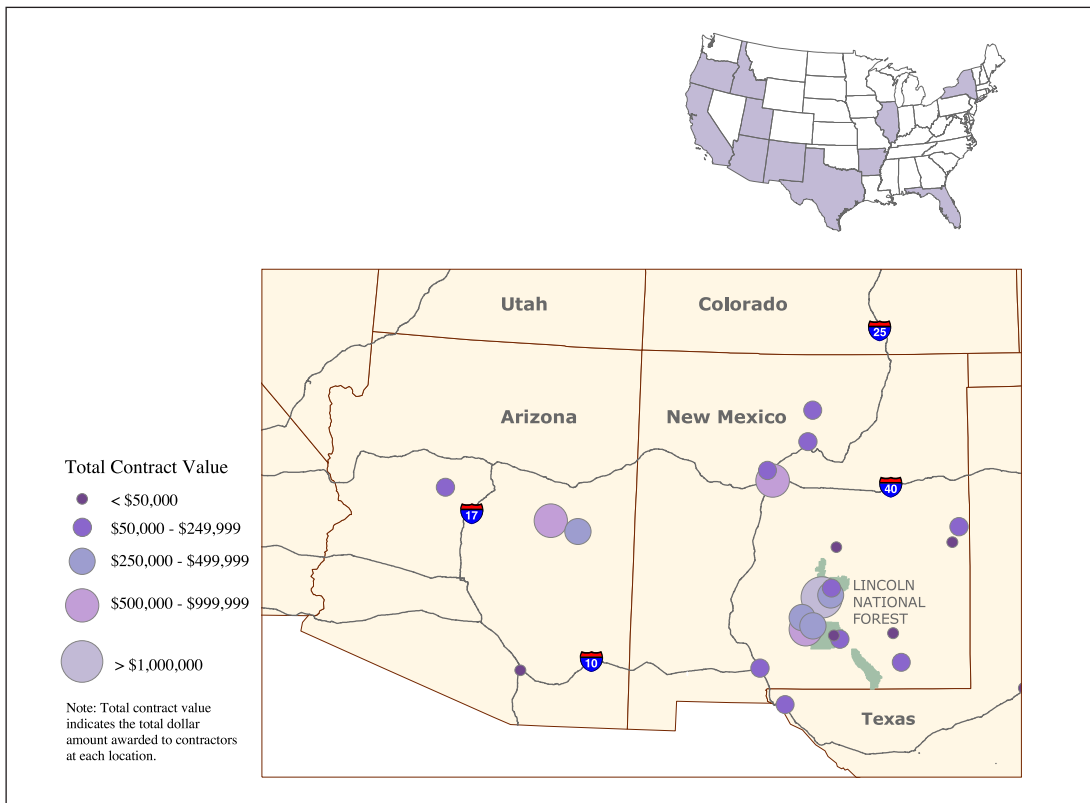 Utah
Colorado
25
Arizona
New Mexico
Total Contract Value
< $50,000
$50,000 - $249,999
$250,000 - $499,999
$500,000 - $999,999
> $1,000,000
Note: Total contract value
indicates the total dollar
amount awarded to contractors
at each location.
17
40
LINCOLN
NATIONAL
FOREST
10
Texas